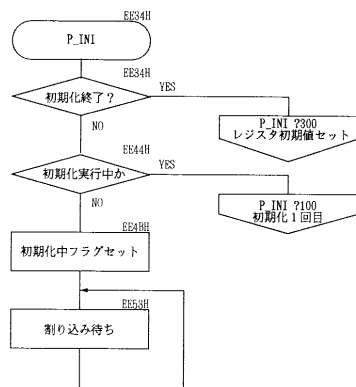 EE34H
P_INI
EE34H
初期化終了？
YES
NO
P_INI ?300
レジスタ初期値セット
EE44H
初期化実行中か
YES
NO
P_INI ?100
初期化1回目
EE4BH
初期化中フラグセット
EE53H
割り込み待ち